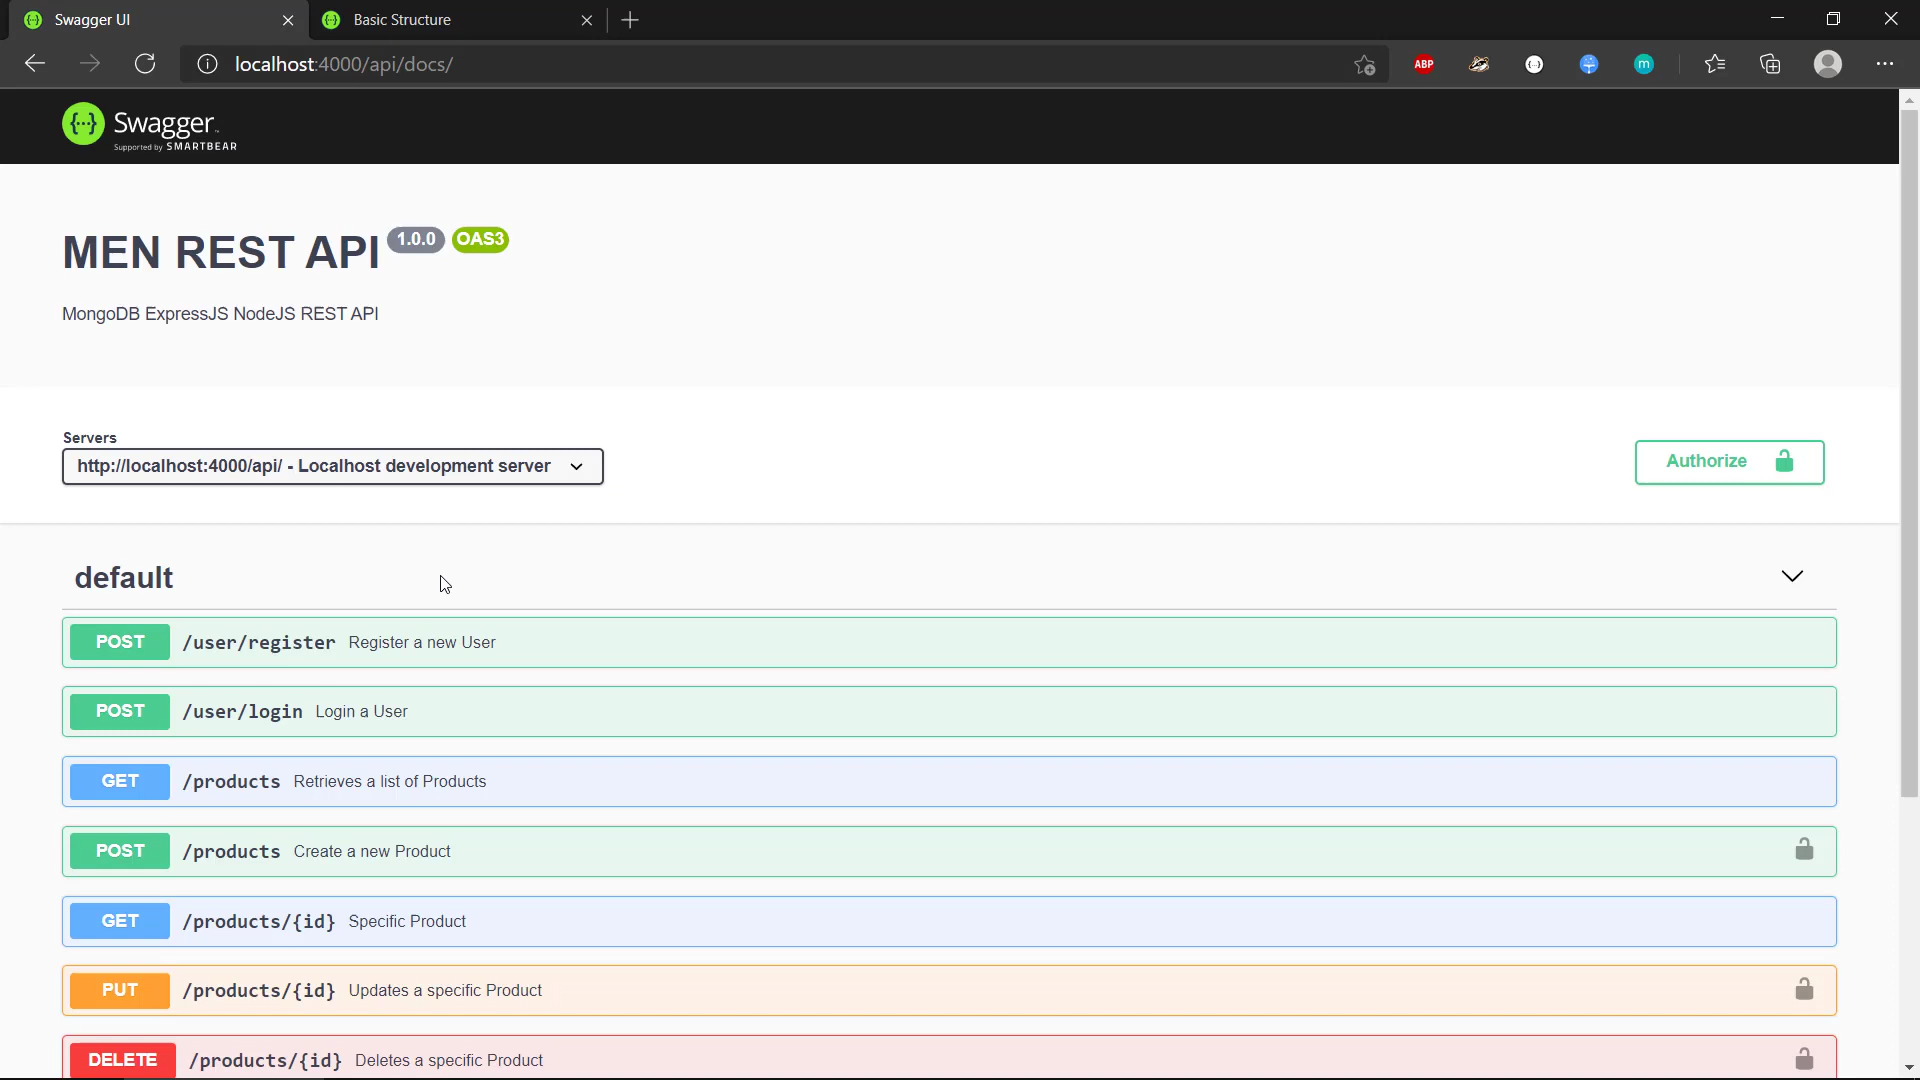 Swagger UI
Basic Structure
localhost:4000/api/docs/
ABP
m
{···} Swagger™
Supported by SMARTBEAR
MEN REST API 1.0.0 OAS3
MongoDB ExpressJS NodeJS REST API
Servers
http://localhost:4000/api/ - Localhost development server
Authorize
default
POST /user/register Register a new User
POST /user/login Login a User
GET /products Retrieves a list of Products
POST /products Create a new Product
GET /products/{id} Specific Product
PUT /products/{id} Updates a specific Product
DELETE /products/{id} Deletes a specific Product